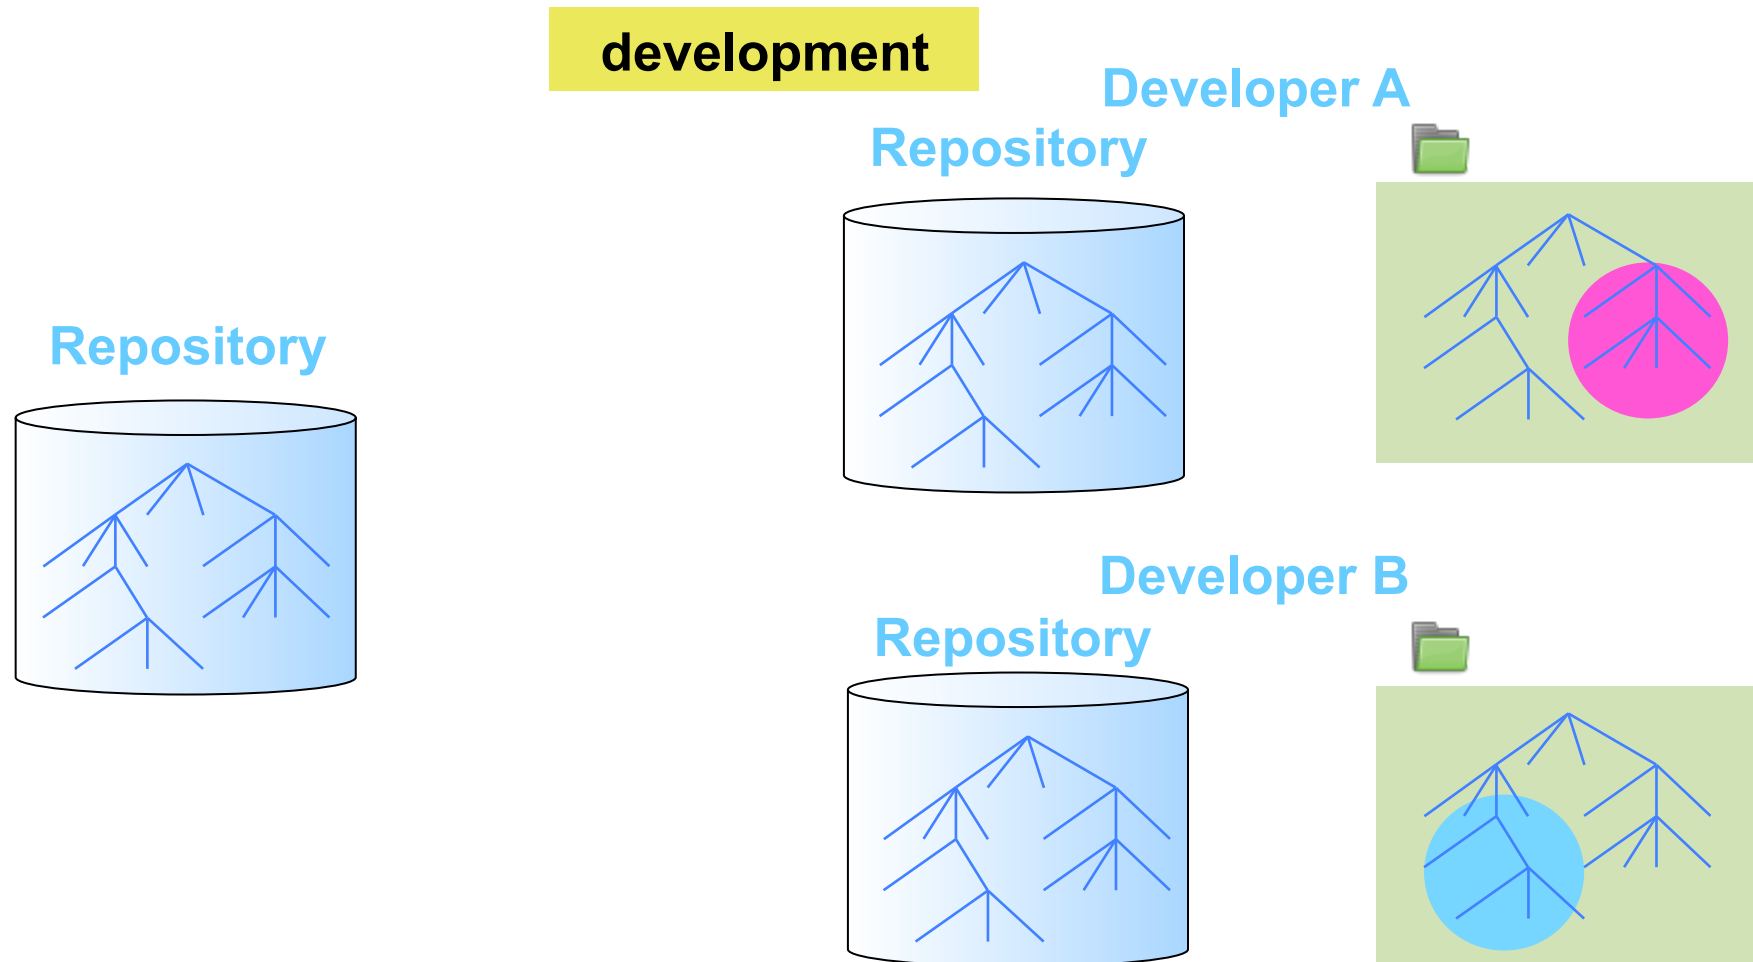 development
Developer A
Repository
Repository
Developer B
Repository